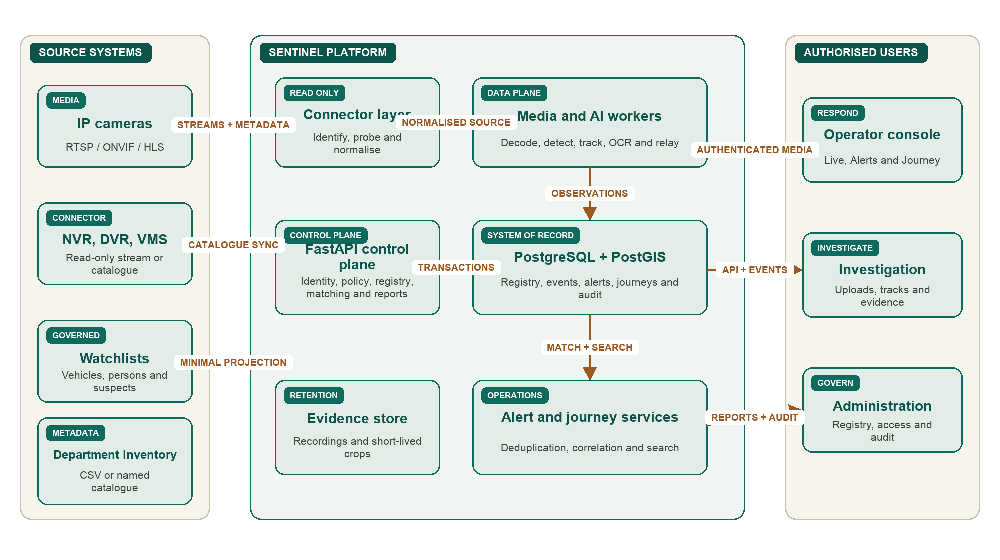 SOURCE SYSTEMS
MEDIA
IP cameras
RTSP / ONVIF / HLS
CONNECTOR
NVR, DVR, VMS
Read-only stream or
catalogue
GOVERNED
Watchlists
Vehicles, persons and
suspects
METADATA
Department inventory
CSV or named
catalogue
STREAMS + METADATA
CATALOGUE SYNC
MINIMAL PROJECTION
SENTINEL PLATFORM
READ ONLY
Connector layer
Identify, probe and
normalise
NORMALISED SOURCE
DATA PLANE
Media and AI workers
Decode, detect, track, OCR and relay
OBSERVATIONS
CONTROL PLANE
FastAPI control
plane
Identity, policy, registry,
matching and reports
TRANSACTIONS
SYSTEM OF RECORD
PostgreSQL + PostGIS
Registry, events, alerts, journeys and
audit
MATCH + SEARCH
RETENTION
Evidence store
Recordings and short-lived
crops
OPERATIONS
Alert and journey services
Deduplication, correlation and search
AUTHENTICATED MEDIA
API + EVENTS
REPORTS + AUDIT
AUTHORISED USERS
RESPOND
Operator console
Live, Alerts and Journey
INVESTIGATE
Investigation
Uploads, tracks and
evidence
GOVERN
Administration
Registry, access and
audit